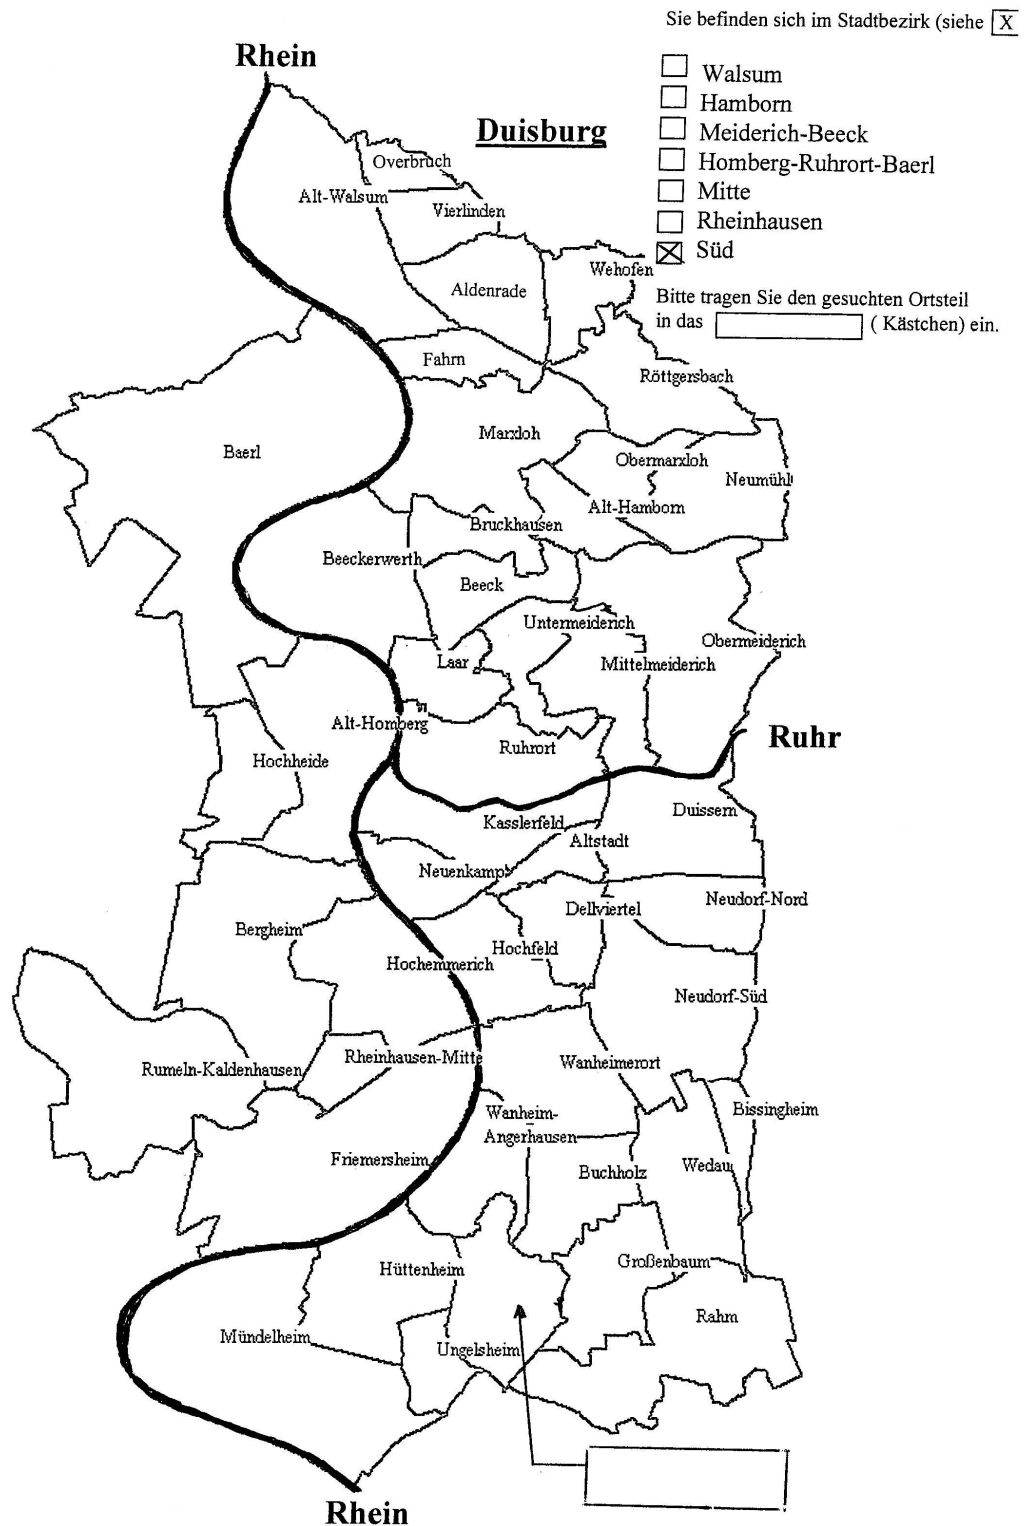 Sie befinden sich im Stadtbezirk (siehe X
Rhein
Duisburg
Walsum
Hamborn
Meiderich-Beeck
Homberg-Ruhrort-Baerl
Mitte
Rheinhausen
Süd
Bitte tragen Sie den gesuchten Ortsteil
in das ( Kästchen) ein.
Overbruch
Alt-Walsum
Vierlinden
Wehofen
Aldenrade
Fahrn
Röttgersbach
Marxloh
Baerl
Obermarxloh
Neumühl
Alt-Hamborn
Bruckhausen
Beeckerwerth
Beeck
Untermeiderich
Obermeiderich
Laar
Mittelmeiderich
Alt-Homberg
Ruhrort
Ruhr
Hochheide
Duissern
Kasslerfeld
Altstadt
Neuenkamp
Neudorf-Nord
Dellviertel
Bergheim
Hochfeld
Hochemmerich
Neudorf-Süd
Rheinhausen-Mitte
Wanheimerort
Rumeln-Kaldenhausen
Wanheim-
Angerhausen
Bissingheim
Friemersheim
Buchholz
Wedau
Großenbaum
Hüttenheim
Rahm
Mündelheim
Ungelsheim
Rhein